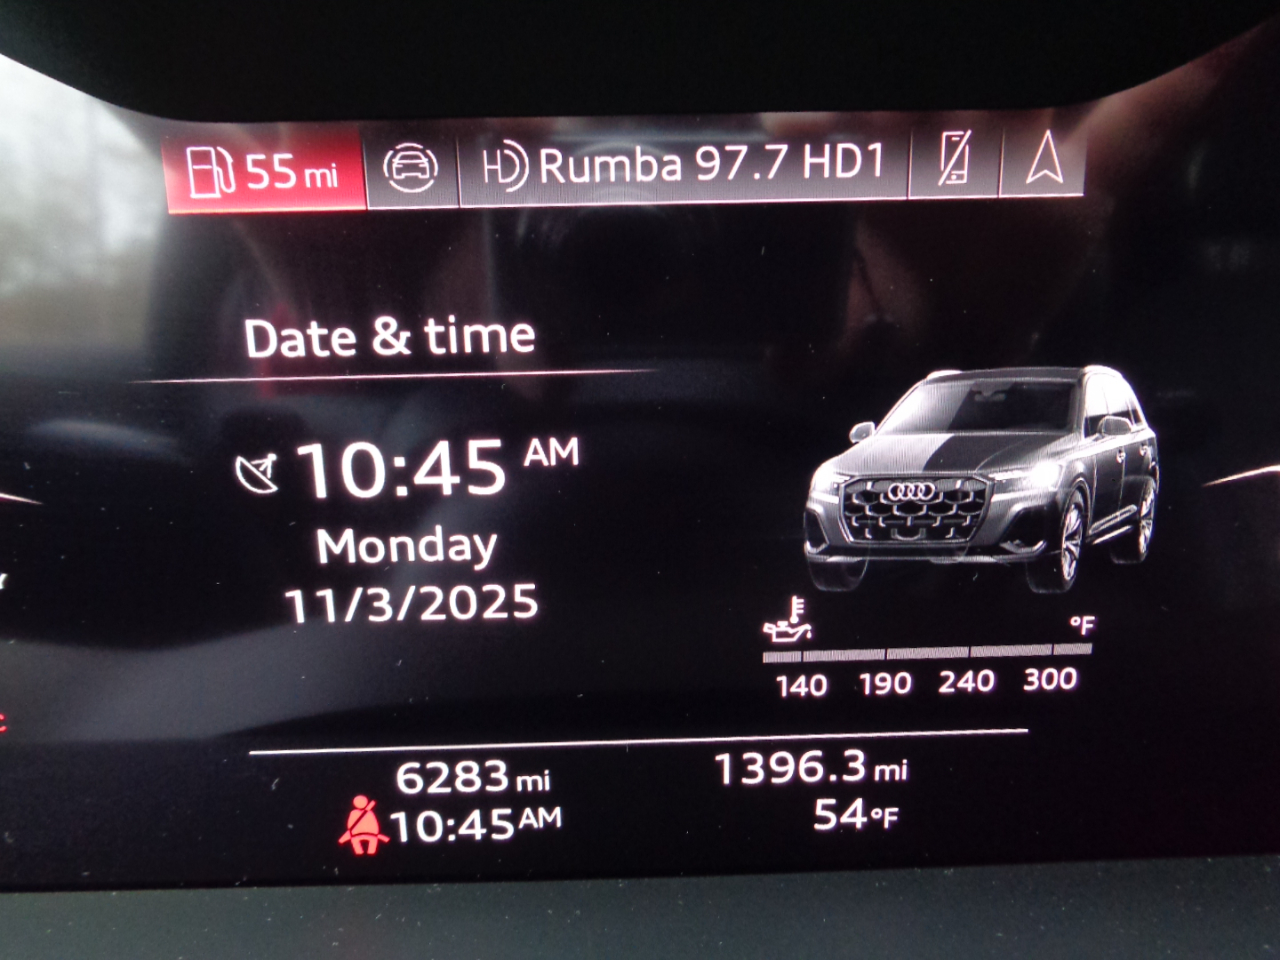 55 mi
HD Rumba 97.7 HD1
Date & time
10:45 AM
Monday
11/3/2025
°F
140 190 240 300
6283 mi 1396.3 mi
10:45 AM 54°F